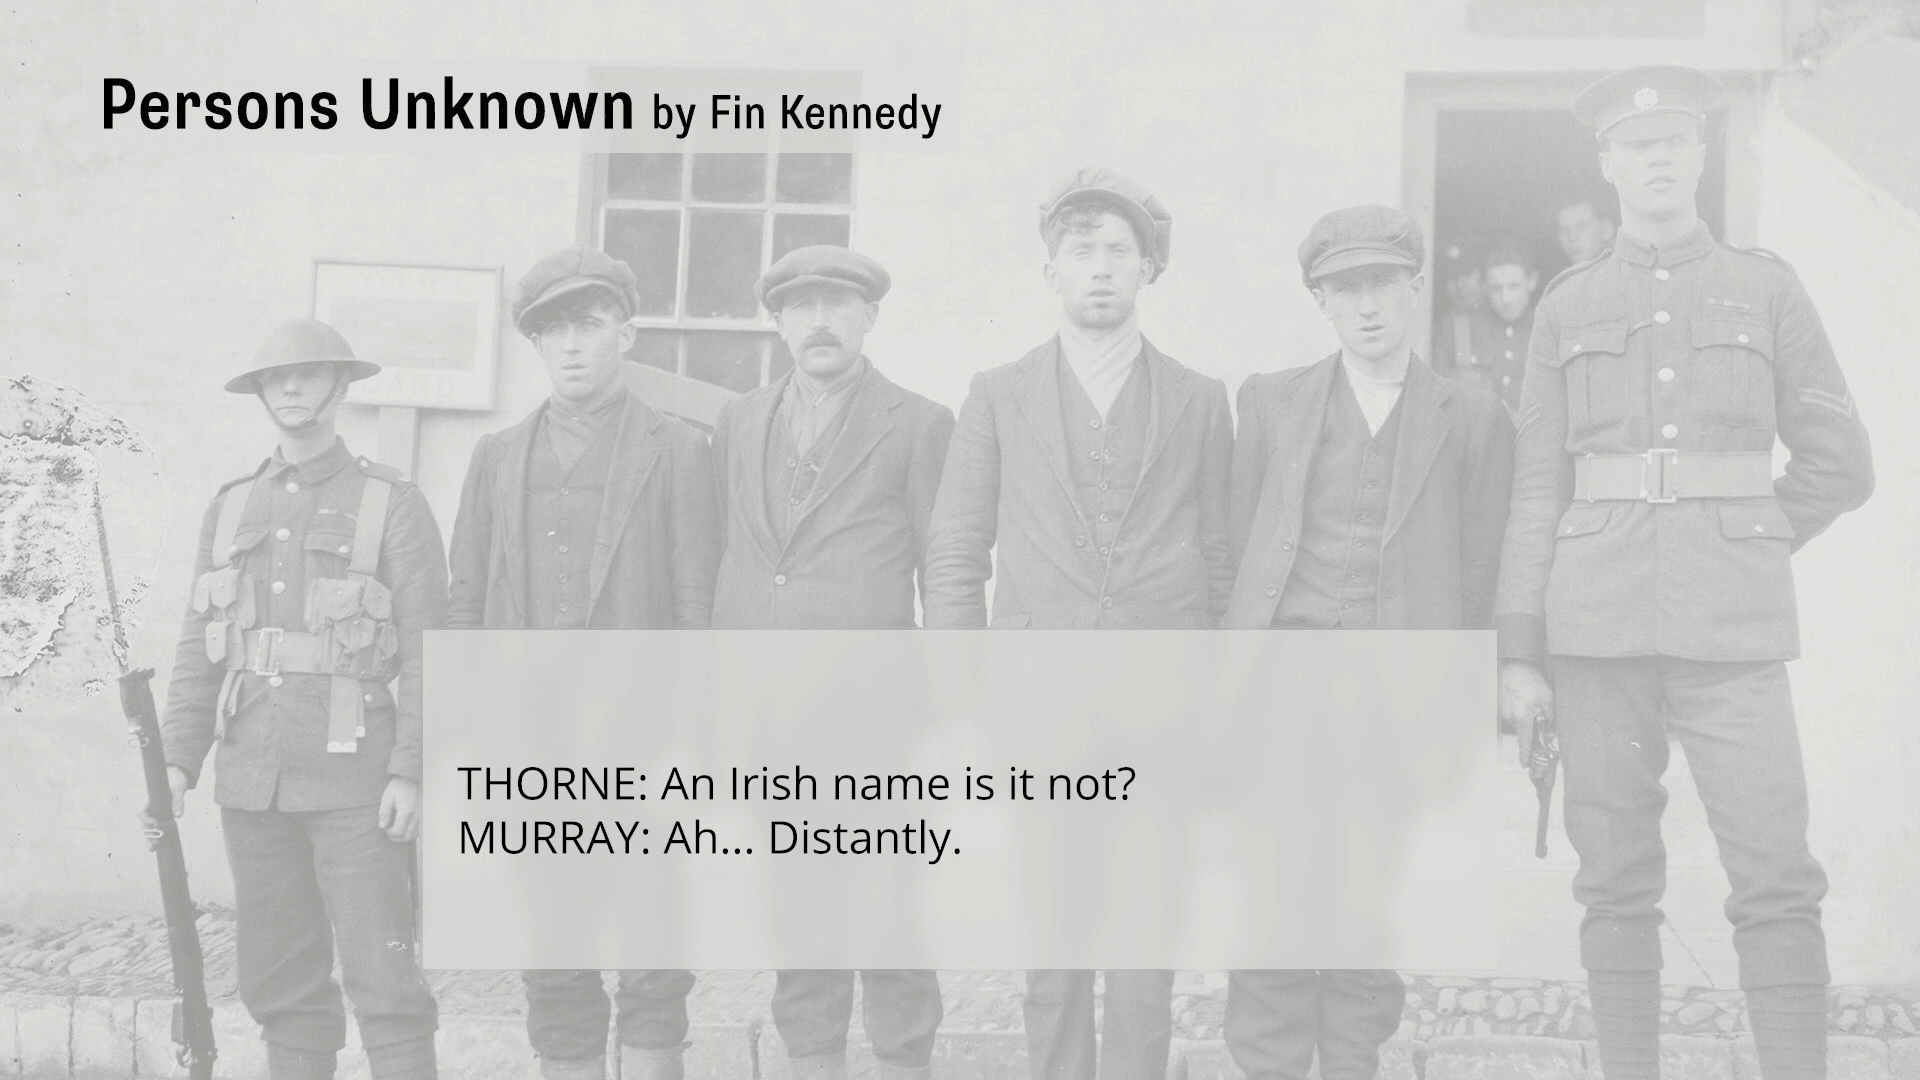 Persons Unknown by Fin Kennedy
THORNE: An Irish name is it not?
MURRAY: Ah... Distantly.